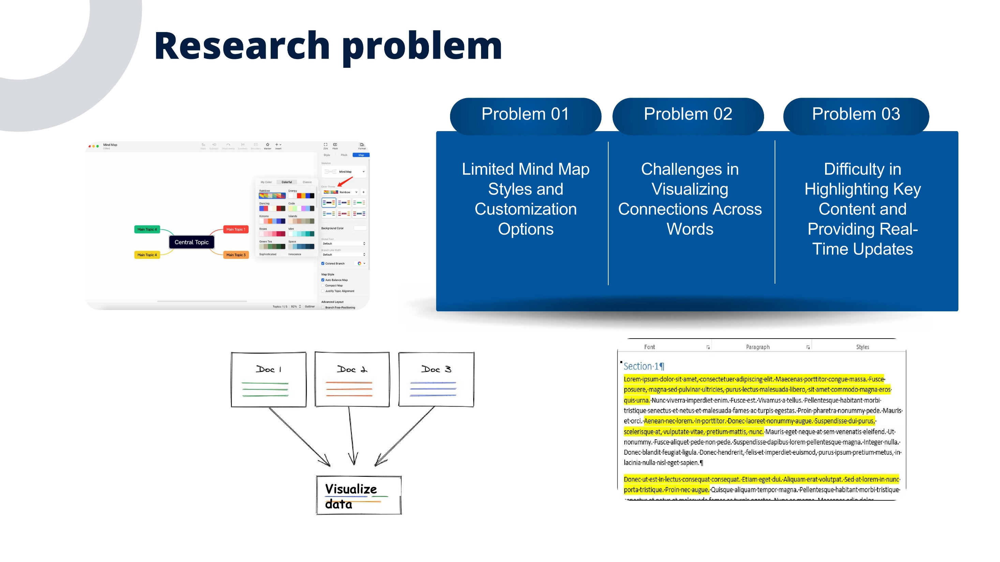 Research problem
Problem 01
Limited Mind Map
Styles and
Customization
Options
Problem 02
Challenges in
Visualizing
Connections Across
Words
Problem 03
Difficulty in
Highlighting Key
Content and
Providing Real-
Time Updates
Mind Map
Edited
Topic
Subtopic
Relationship
Summary
Boundary
Marker
Insert
ZEN
Pitch
Format
Style
Pitch
Map
Skeleton
Mind Map
Color Theme
Rainbow
Background Color
Global Font
Default
Branch Line Width
Default
Colored Branch
Map Style
Auto Balance Map
Compact Map
Justify Topic Alignment
Advanced Layout
Branch Free-Positioning
My Color
Colorful
Classic
Rainbow
Energy
Dancing
Code
Kimono
Islands
Roses
Mint
Green Tea
Space
Sophisticated
Innocence
Main Topic 4
Main Topic 1
Central Topic
Main Topic 4
Main Topic 3
Topics: 1 / 5
92%
Outliner
Doc 1
Doc 2
Doc 3
Visualize
data
Font
Paragraph
Styles
Section·1¶
Lorem·ipsum·dolor·sit·amet,·consectetuer·adipiscing·elit.·Maecenas·porttitor·congue·massa.·Fusce·
posuere,·magna·sed·pulvinar·ultricies,·purus·lectus·malesuada·libero,·sit·amet·commodo·magna·eros·
quis·urna.·Nunc·viverra·imperdiet·enim.·Fusce·est.·Vivamus·a·tellus.·Pellentesque·habitant·morbi·
tristique·senectus·et·netus·et·malesuada·fames·ac·turpis·egestas.·Proin·pharetra·nonummy·pede.·Mauris·
et·orci.·Aenean·nec·lorem.·In·porttitor.·Donec·laoreet·nonummy·augue.·Suspendisse·dui·purus,·
scelerisque·at,·vulputate·vitae,·pretium·mattis,·nunc.·Mauris·eget·neque·at·sem·venenatis·eleifend.·Ut·
nonummy.·Fusce·aliquet·pede·non·pede.·Suspendisse·dapibus·lorem·pellentesque·magna.·Integer·nulla.·
Donec·blandit·feugiat·ligula.·Donec·hendrerit,·felis·et·imperdiet·euismod,·purus·ipsum·pretium·metus,·in·
lacinia·nulla·nisl·eget·sapien.¶
Donec·ut·est·in·lectus·consequat·consequat.·Etiam·eget·dui.·Aliquam·erat·volutpat.·Sed·at·lorem·in·nunc·
porta·tristique.·Proin·nec·augue.·Quisque·aliquam·tempor·magna.·Pellentesque·habitant·morbi·tristique·